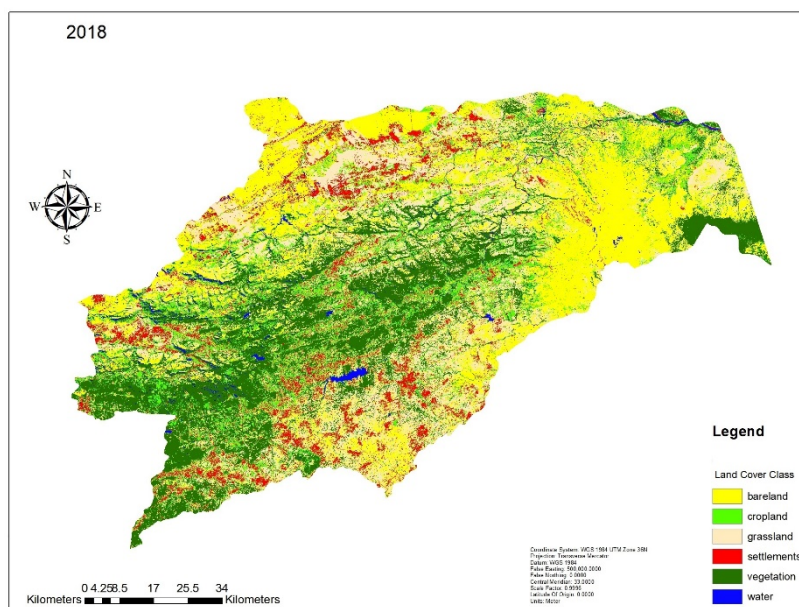 2018
N
W E
S
Legend
Land Cover Class
bareland
cropland
grassland
settlements
vegetation
water
Coordinate System: WGS 1984 UTM Zone 36N
Projection: Transverse Mercator
Datum: WGS 1984
False Easting: 500,000.0000
False Northing: 0.0000
Central Meridian: 33.0000
Scale Factor: 0.9996
Latitude Of Origin: 0.0000
Units: Meter
0 4.25 8.5 17 25.5 34
Kilometers Kilometers